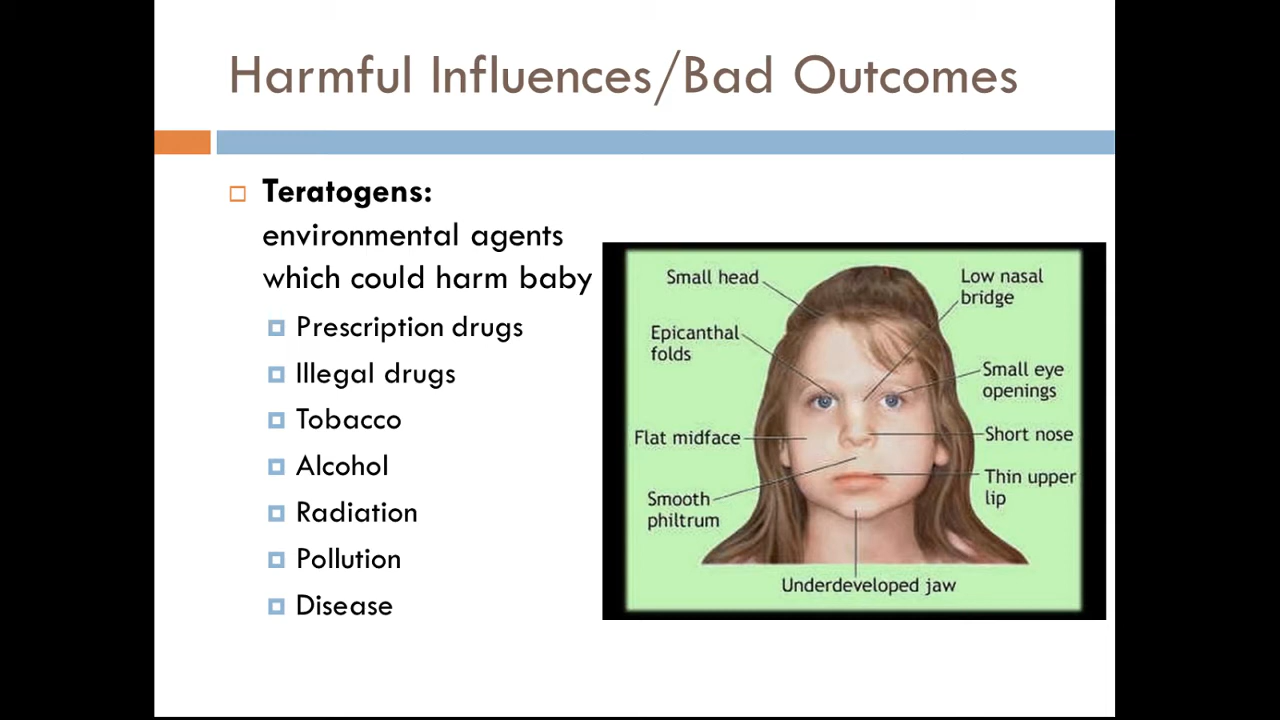 Harmful Influences/Bad Outcomes
Teratogens:
environmental agents
which could harm baby
Prescription drugs
Illegal drugs
Tobacco
Alcohol
Radiation
Pollution
Disease
Small head
Epicanthal
folds
Flat midface
Smooth
philtrum
Low nasal
bridge
Small eye
openings
Short nose
Thin upper
lip
Underdeveloped jaw